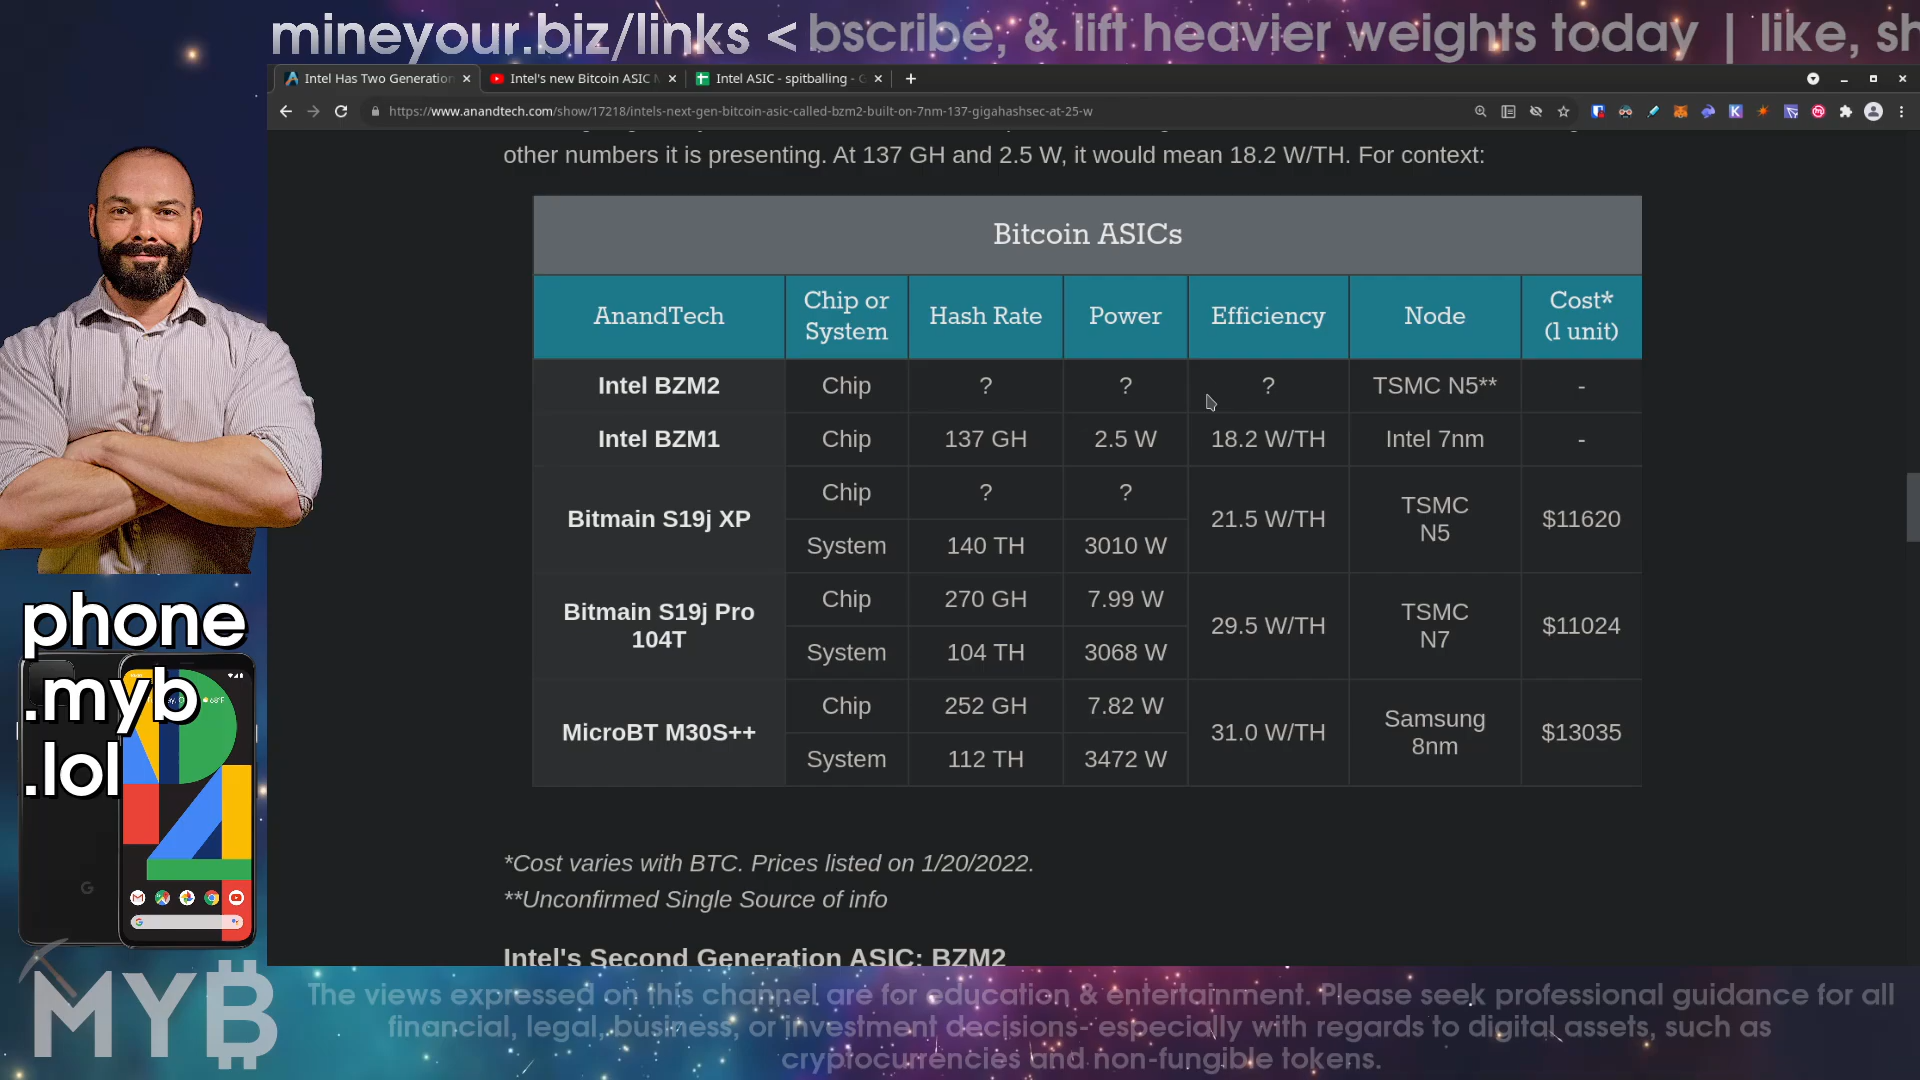 mineyour.biz/links < bscribe, & lift heavier weights today | like, sh
Intel Has Two Generation
Intel's new Bitcoin ASIC
Intel ASIC - spitballing -
https://www.anandtech.com/show/17218/intels-next-gen-bitcoin-asic-called-bzm2-built-on-7nm-137-gigahashsec-at-25-w
other numbers it is presenting. At 137 GH and 2.5 W, it would mean 18.2 W/TH. For context:
Bitcoin ASICs
AnandTech Chip or System Hash Rate Power Efficiency Node Cost* (1 unit)
Intel BZM2 Chip ? ? ? TSMC N5** -
Intel BZM1 Chip 137 GH 2.5 W 18.2 W/TH Intel 7nm -
Bitmain S19j XP Chip ? ? 21.5 W/TH TSMC N5 $11620
System 140 TH 3010 W
Bitmain S19j Pro 104T Chip 270 GH 7.99 W 29.5 W/TH TSMC N7 $11024
System 104 TH 3068 W
MicroBT M30S++ Chip 252 GH 7.82 W 31.0 W/TH Samsung 8nm $13035
System 112 TH 3472 W
*Cost varies with BTC. Prices listed on 1/20/2022.
**Unconfirmed Single Source of info
Intel's Second Generation ASIC: BZM2
phone
.myb
.lol
MYB
The views expressed on this channel are for education & entertainment. Please seek professional guidance for all
financial, legal, business, or investment decisions- especially with regards to digital assets, such as
cryptocurrencies and non-fungible tokens.